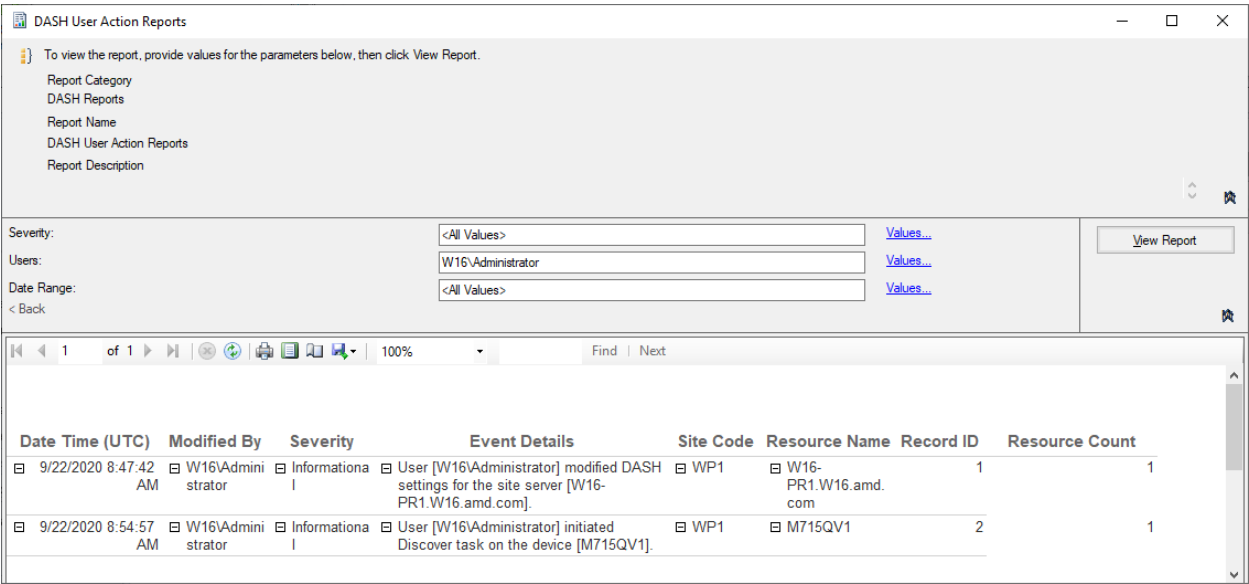 DASH User Action Reports
To view the report, provide values for the parameters below, then click View Report.
Report Category
DASH Reports
Report Name
DASH User Action Reports
Report Description
Severity: <All Values> Values... View Report
Users: W16\Administrator Values...
Date Range: <All Values> Values...
< Back
1 of 1 100% Find | Next
Date Time (UTC) Modified By Severity Event Details Site Code Resource Name Record ID Resource Count
9/22/2020 8:47:42 W16\Admini Informationa User [W16\Administrator] modified DASH WP1 W16- 1 1
AM strator l settings for the site server [W16- PR1.W16.amd.
PR1.W16.amd.com]. com
9/22/2020 8:54:57 W16\Admini Informationa User [W16\Administrator] initiated WP1 M715QV1 2 1
AM strator l Discover task on the device [M715QV1].